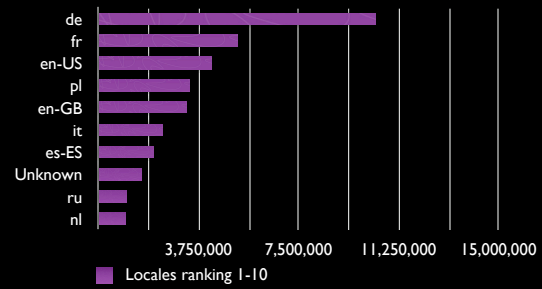 de
fr
en-US
pl
en-GB
it
es-ES
Unknown
ru
nl
3,750,000 7,500,000 11,250,000 15,000,000
Locales ranking 1-10